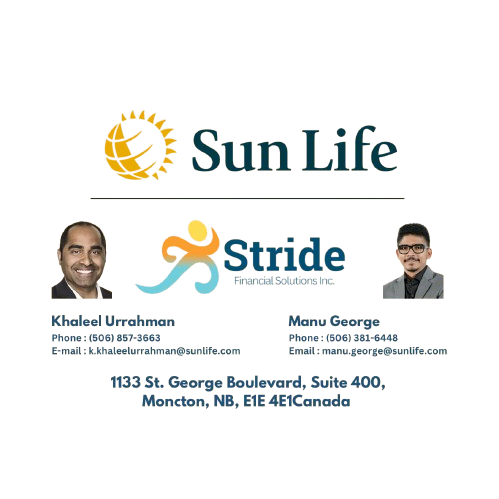 Sun Life
Stride
Financial Solutions Inc.
Khaleel Urrahman
Phone : (506) 857-3663
E-mail : k.khaleelurrahman@sunlife.com
Manu George
Phone : (506) 381-6448
Email : manu.george@sunlife.com
1133 St. George Boulevard, Suite 400,
Moncton, NB, E1E 4E1Canada